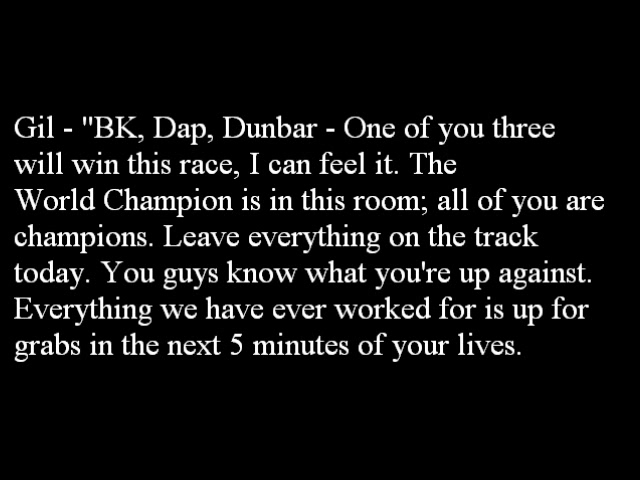 Gil - "BK, Dap, Dunbar - One of you three
will win this race, I can feel it. The
World Champion is in this room; all of you are
champions. Leave everything on the track
today. You guys know what you're up against.
Everything we have ever worked for is up for
grabs in the next 5 minutes of your lives.